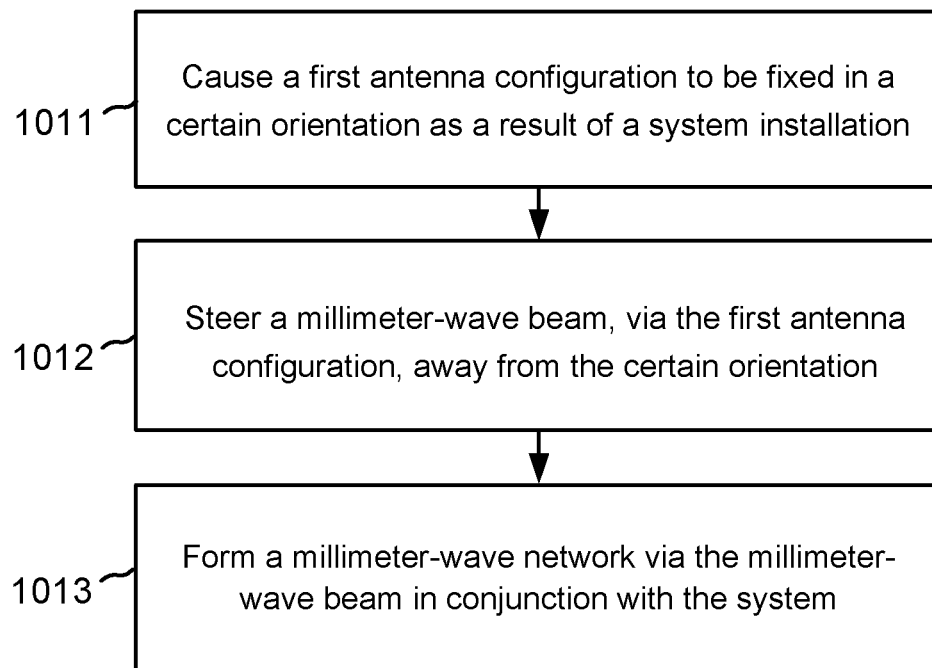 1011
Cause a first antenna configuration to be fixed in a
certain orientation as a result of a system installation
1012
Steer a millimeter-wave beam, via the first antenna
configuration, away from the certain orientation
1013
Form a millimeter-wave network via the millimeter-
wave beam in conjunction with the system